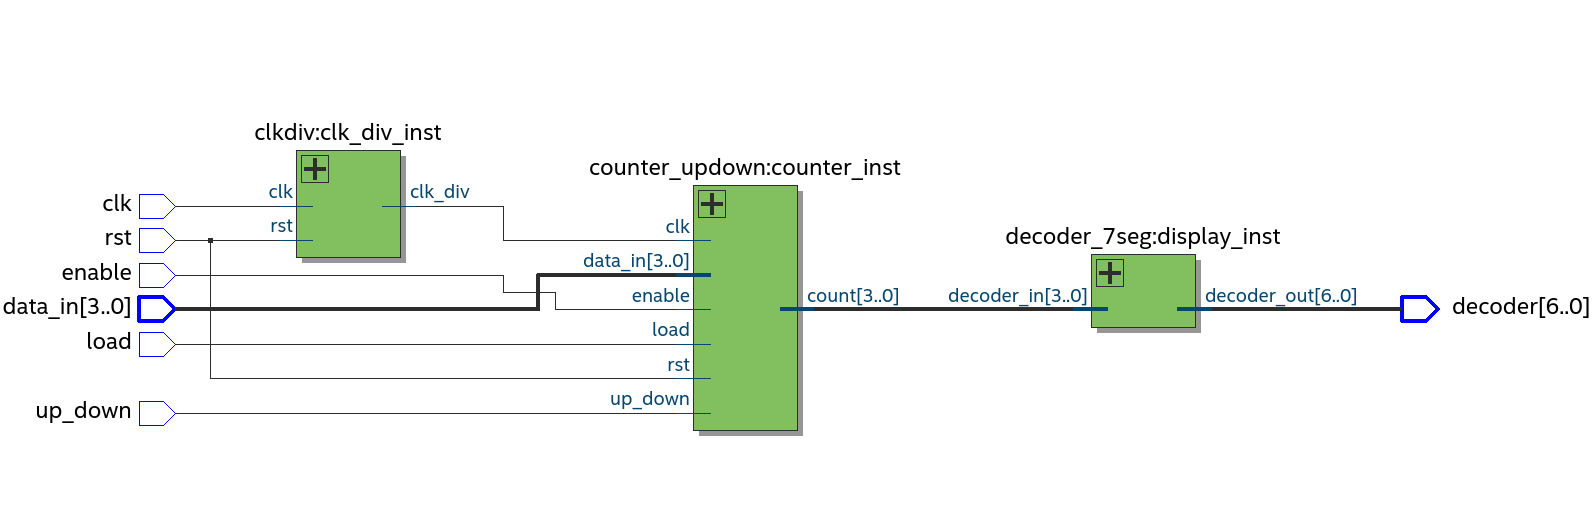 clkdiv:clk_div_inst
counter_updown:counter_inst
decoder_7seg:display_inst
clk
rst
enable
data_in[3..0]
load
up_down
clk
rst
clk_div
clk
data_in[3..0]
enable
load
rst
up_down
count[3..0]
decoder_in[3..0]
decoder_out[6..0]
decoder[6..0]